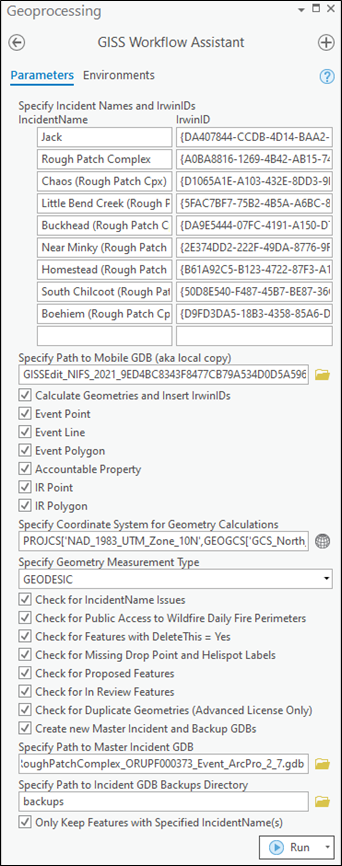 Geoprocessing
GISS Workflow Assistant
Parameters Environments
Specify Incident Names and IrwinIDs
IncidentName IrwinID
Jack {DA407844-CCDB-4D14-BAA2-
Rough Patch Complex {A0BA8816-1269-4B42-AB15-74
Chaos (Rough Patch Cpx) {D1065A1E-A103-432E-8DD3-9
Little Bend Creek (Rough P {5FAC7BF7-75B2-4B5A-A6BC-8
Buckhead (Rough Patch C {DA9E5444-07FC-4191-A150-D
Near Minky (Rough Patch {2E374DD2-222F-49DA-8776-9
Homestead (Rough Patch {B61A92C5-B123-4722-87F3-A1
South Chilcoot (Rough Pat {50D8E540-F487-45B7-BE87-36
Boehiem (Rough Patch Cp {D9FD3DA5-18B3-4358-85A6-D
Specify Path to Mobile GDB (aka local copy)
GISSEdit_NIFS_2021_9ED4BC8343F8477CB79A534D0D5A596
Calculate Geometries and Insert IrwinIDs
Event Point
Event Line
Event Polygon
Accountable Property
IR Point
IR Polygon
Specify Coordinate System for Geometry Calculations
PROJCS['NAD_1983_UTM_Zone_10N',GEOGCS['GCS_North_
Specify Geometry Measurement Type
GEODESIC
Check for IncidentName Issues
Check for Public Access to Wildfire Daily Fire Perimeters
Check for Features with DeleteThis = Yes
Check for Missing Drop Point and Helispot Labels
Check for Proposed Features
Check for In Review Features
Check for Duplicate Geometries (Advanced License Only)
Create new Master Incident and Backup GDBs
Specify Path to Master Incident GDB
RoughPatchComplex_ORUPF000373_Event_ArcPro_2_7.gdb
Specify Path to Incident GDB Backups Directory
backups
Only Keep Features with Specified IncidentName(s)
Run